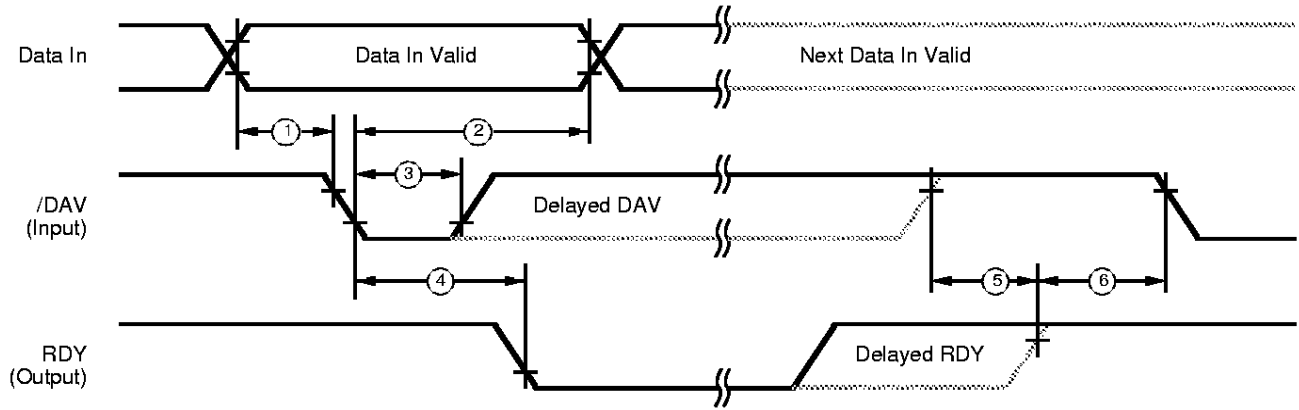 Data In
Data In Valid
Next Data In Valid
1
2
3
/DAV
(Input)
Delayed DAV
4
5
6
RDY
(Output)
Delayed RDY